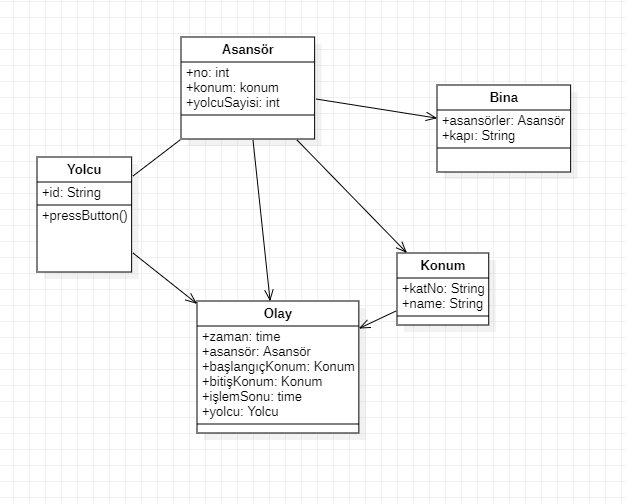 Asansör
+no: int
+konum: konum
+yolcuSayisi: int
Bina
+asansörler: Asansör
+kapı: String
Yolcu
+id: String
+pressButton()
Konum
+katNo: String
+name: String
Olay
+zaman: time
+asansör: Asansör
+başlangıçKonum: Konum
+bitişKonum: Konum
+işlemSonu: time
+yolcu: Yolcu